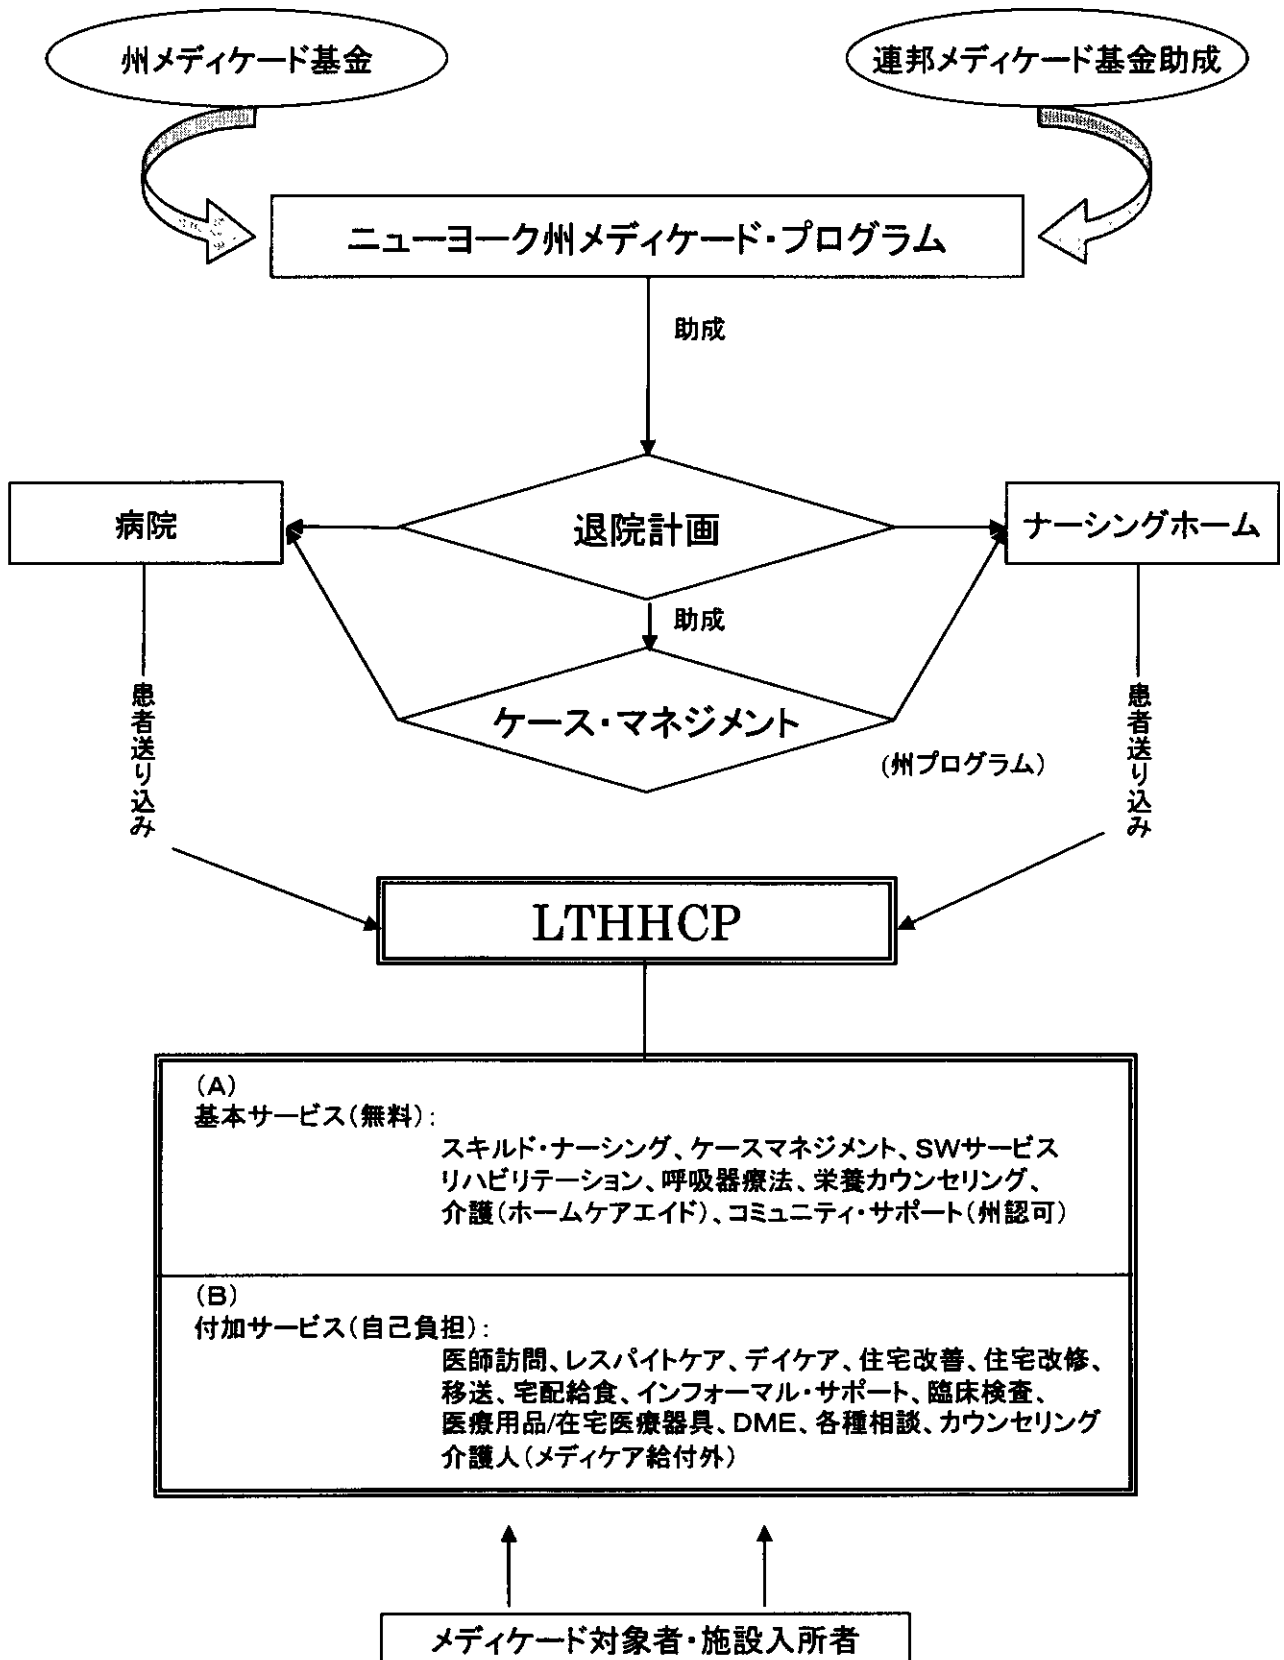 州メディケード基金
連邦メディケード基金助成
ニューヨーク州メディケード・プログラム
助成
病院
退院計画
ナーシングホーム
助成
ケース・マネジメント
(州プログラム)
患者送り込み
患者送り込み
LTHHCP
(A)
基本サービス(無料):
スキルド・ナーシング、ケースマネジメント、SWサービス
リハビリテーション、呼吸器療法、栄養カウンセリング、
介護(ホームケアエイド)、コミュニティ・サポート(州認可)
(B)
付加サービス(自己負担):
医師訪問、レスパイトケア、デイケア、住宅改善、住宅改修、
移送、宅配給食、インフォーマル・サポート、臨床検査、
医療用品/在宅医療器具、DME、各種相談、カウンセリング
介護人(メディケア給付外)
メディケード対象者・施設入所者